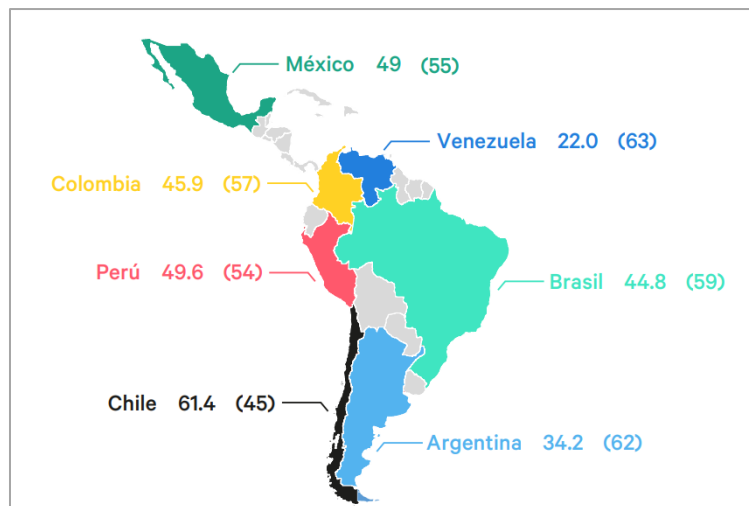 México 49 (55)
Venezuela 22.0 (63)
Colombia 45.9 (57)
Perú 49.6 (54)
Brasil 44.8 (59)
Chile 61.4 (45)
Argentina 34.2 (62)